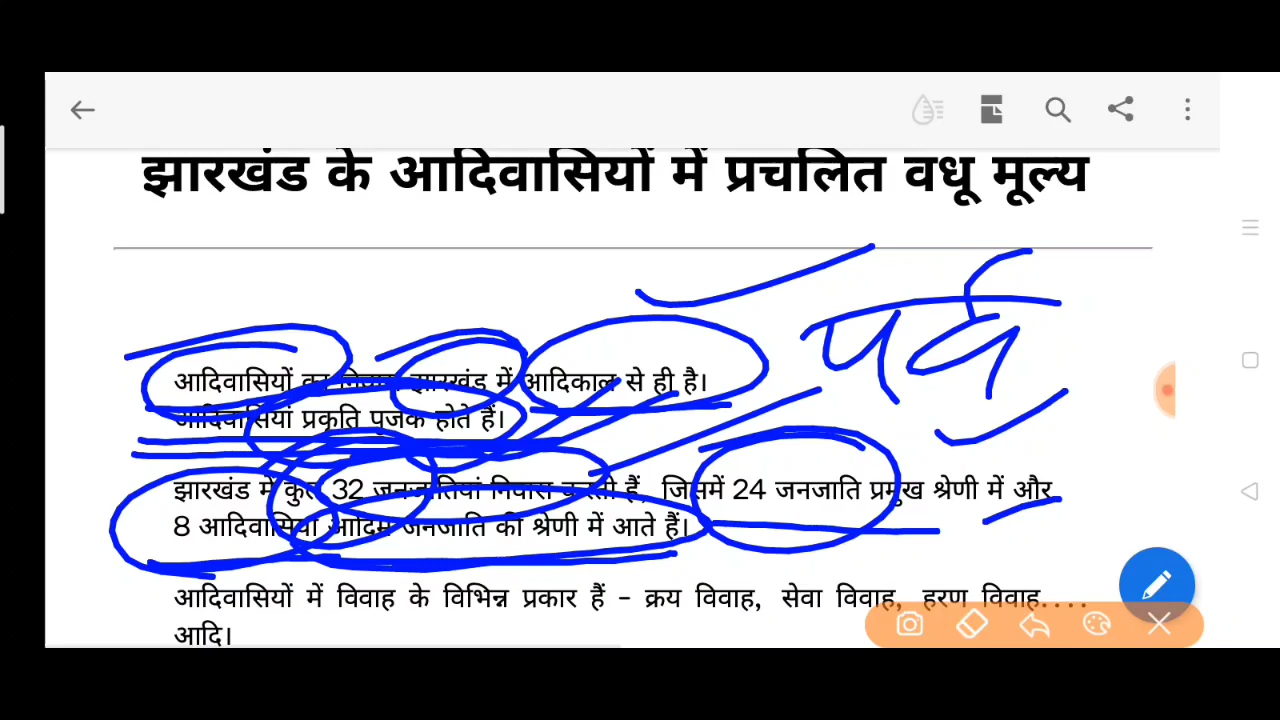 झारखंड के आदिवासियों में प्रचलित वधू मूल्य
पर्व
आदिवासियों का निवास झारखंड में आदिकाल से ही है।
आदिवासियां प्रकृति पूजक होते हैं।
झारखंड में कुल 32 जनजातियां निवास करती हैं, जिसमें 24 जनजाति प्रमुख श्रेणी में और
8 आदिवासियां आदिम जनजाति की श्रेणी में आते हैं।
आदिवासियों में विवाह के विभिन्न प्रकार हैं - क्रय विवाह, सेवा विवाह, हरण विवाह....
आदि।